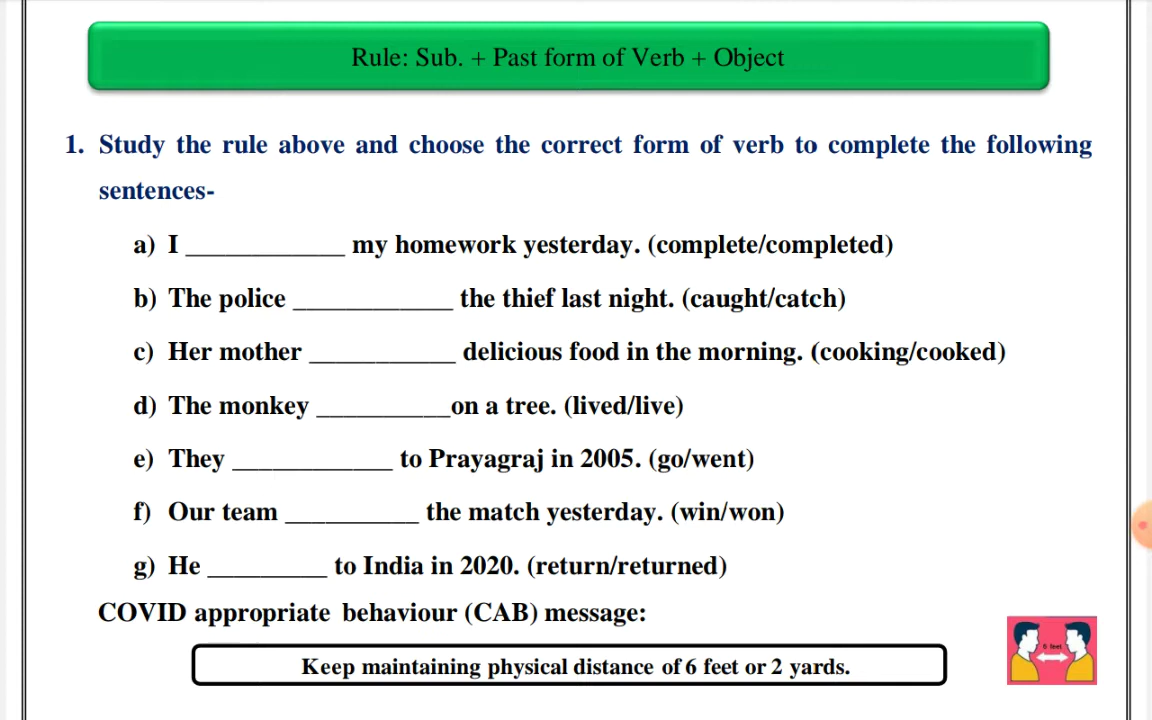 Rule: Sub. + Past form of Verb + Object
1. Study the rule above and choose the correct form of verb to complete the following
sentences-
a) I ____________ my homework yesterday. (complete/completed)
b) The police ____________ the thief last night. (caught/catch)
c) Her mother ___________ delicious food in the morning. (cooking/cooked)
d) The monkey __________on a tree. (lived/live)
e) They ____________ to Prayagraj in 2005. (go/went)
f) Our team __________ the match yesterday. (win/won)
g) He _________ to India in 2020. (return/returned)
COVID appropriate behaviour (CAB) message:
6 feet
Keep maintaining physical distance of 6 feet or 2 yards.